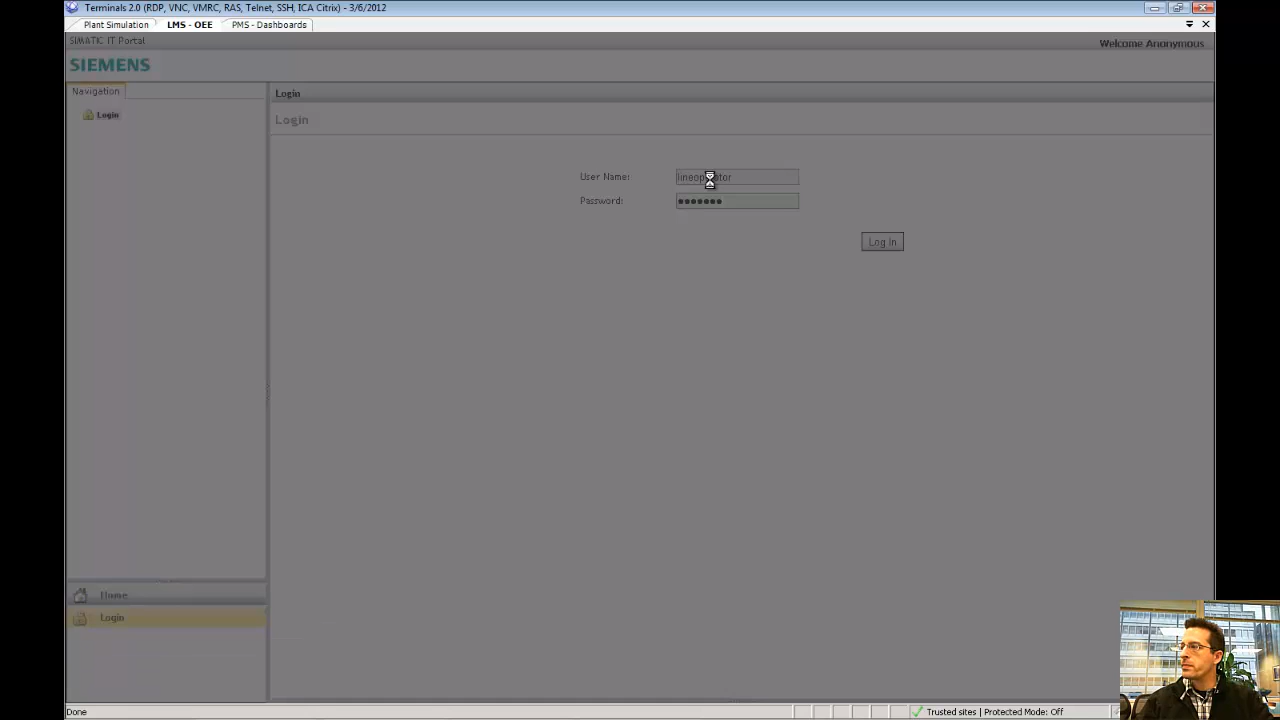 Terminals 2.0 (RDP, VNC, VMRC, RAS, Telnet, SSH, ICA Citrix) - 3/6/2012
Plant Simulation LMS - OEE PMS - Dashboards
SIMATIC IT Portal
Welcome Anonymous
SIEMENS
Navigation
Login
Login
Login
User Name:
Password:
Log In
Home
Login
Done
Trusted sites | Protected Mode: Off